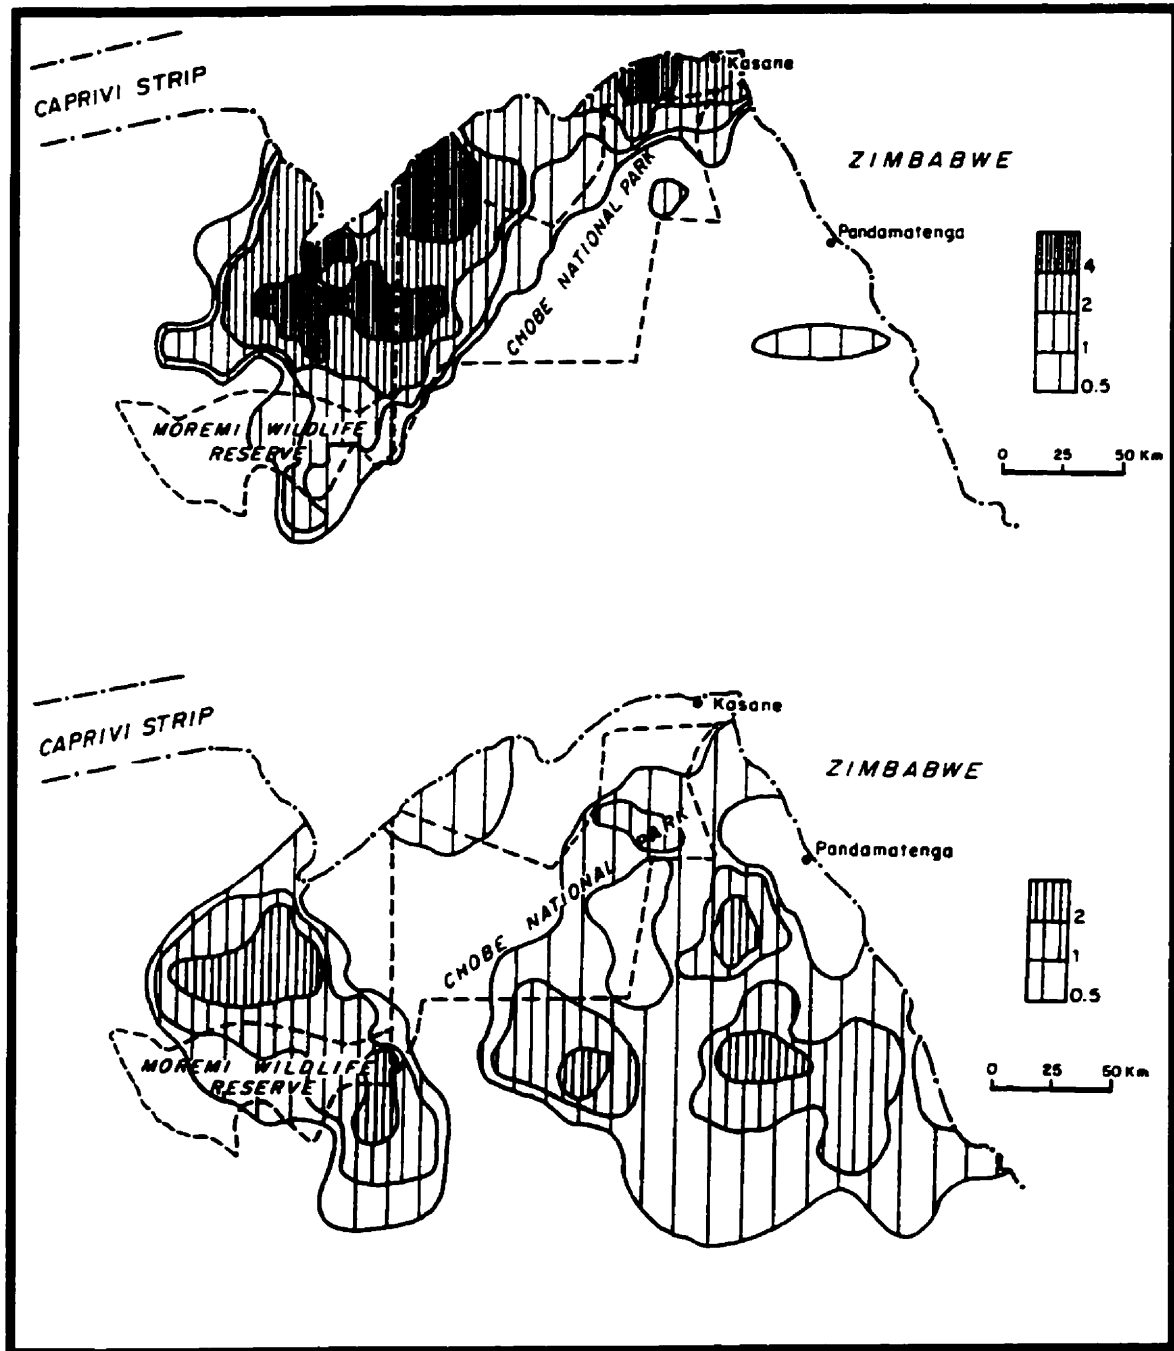 Kasane
CAPRIVI STRIP
ZIMBABWE
CHOBE NATIONAL PARK
Pandamatenga
4
2
1
0.5
MOREMI WILDLIFE
RESERVE
0 25 50 Km
Kasane
CAPRIVI STRIP
ZIMBABWE
CHOBE NATIONAL PARK
Pandamatenga
2
1
0.5
MOREMI WILDLIFE
RESERVE
0 25 50 Km